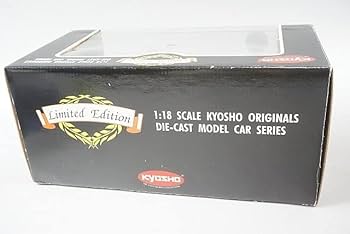 Limited Edition
1:18 SCALE KYOSHO ORIGINALS
DIE-CAST MODEL CAR SERIES
KYOSHO